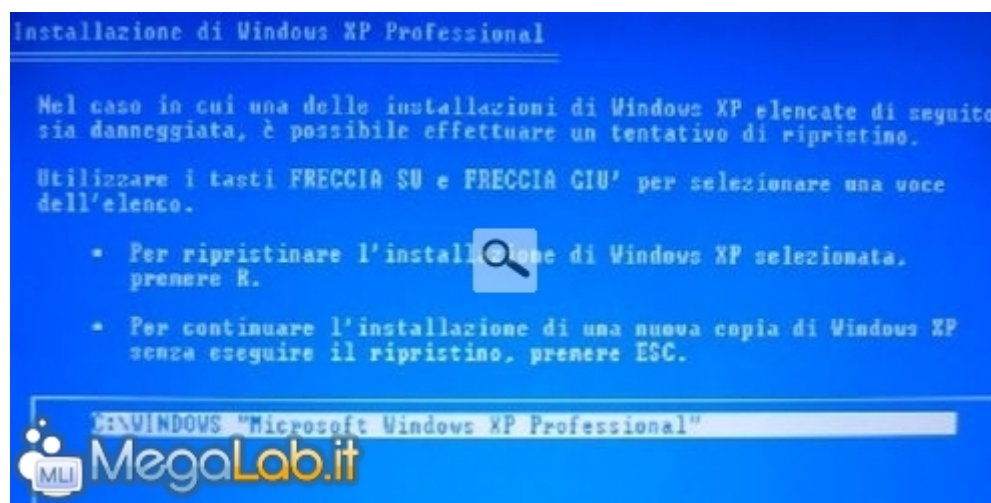 Installazione di Windows XP Professional
Nel caso in cui una delle installazioni di Windows XP elencate di seguito
sia danneggiata, è possibile effettuare un tentativo di ripristino.
Utilizzare i tasti FRECCIA SU e FRECCIA GIU' per selezionare una voce
dell'elenco.
• Per ripristinare l'installazione di Windows XP selezionata,
premere R.
• Per continuare l'installazione di una nuova copia di Windows XP
senza eseguire il ripristino, premere ESC.
C:\WINDOWS "Microsoft Windows XP Professional"
MLI MegaLab.it